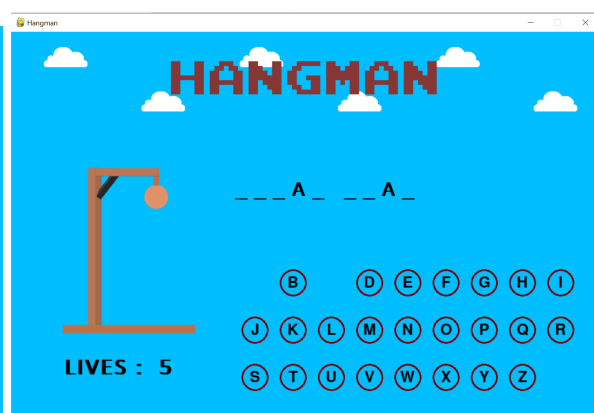 Hangman
HANGMAN
_ _ _ A _  _ _ A _
B D E F G H I
J K L M N O P Q R
S T U V W X Y Z
LIVES : 5